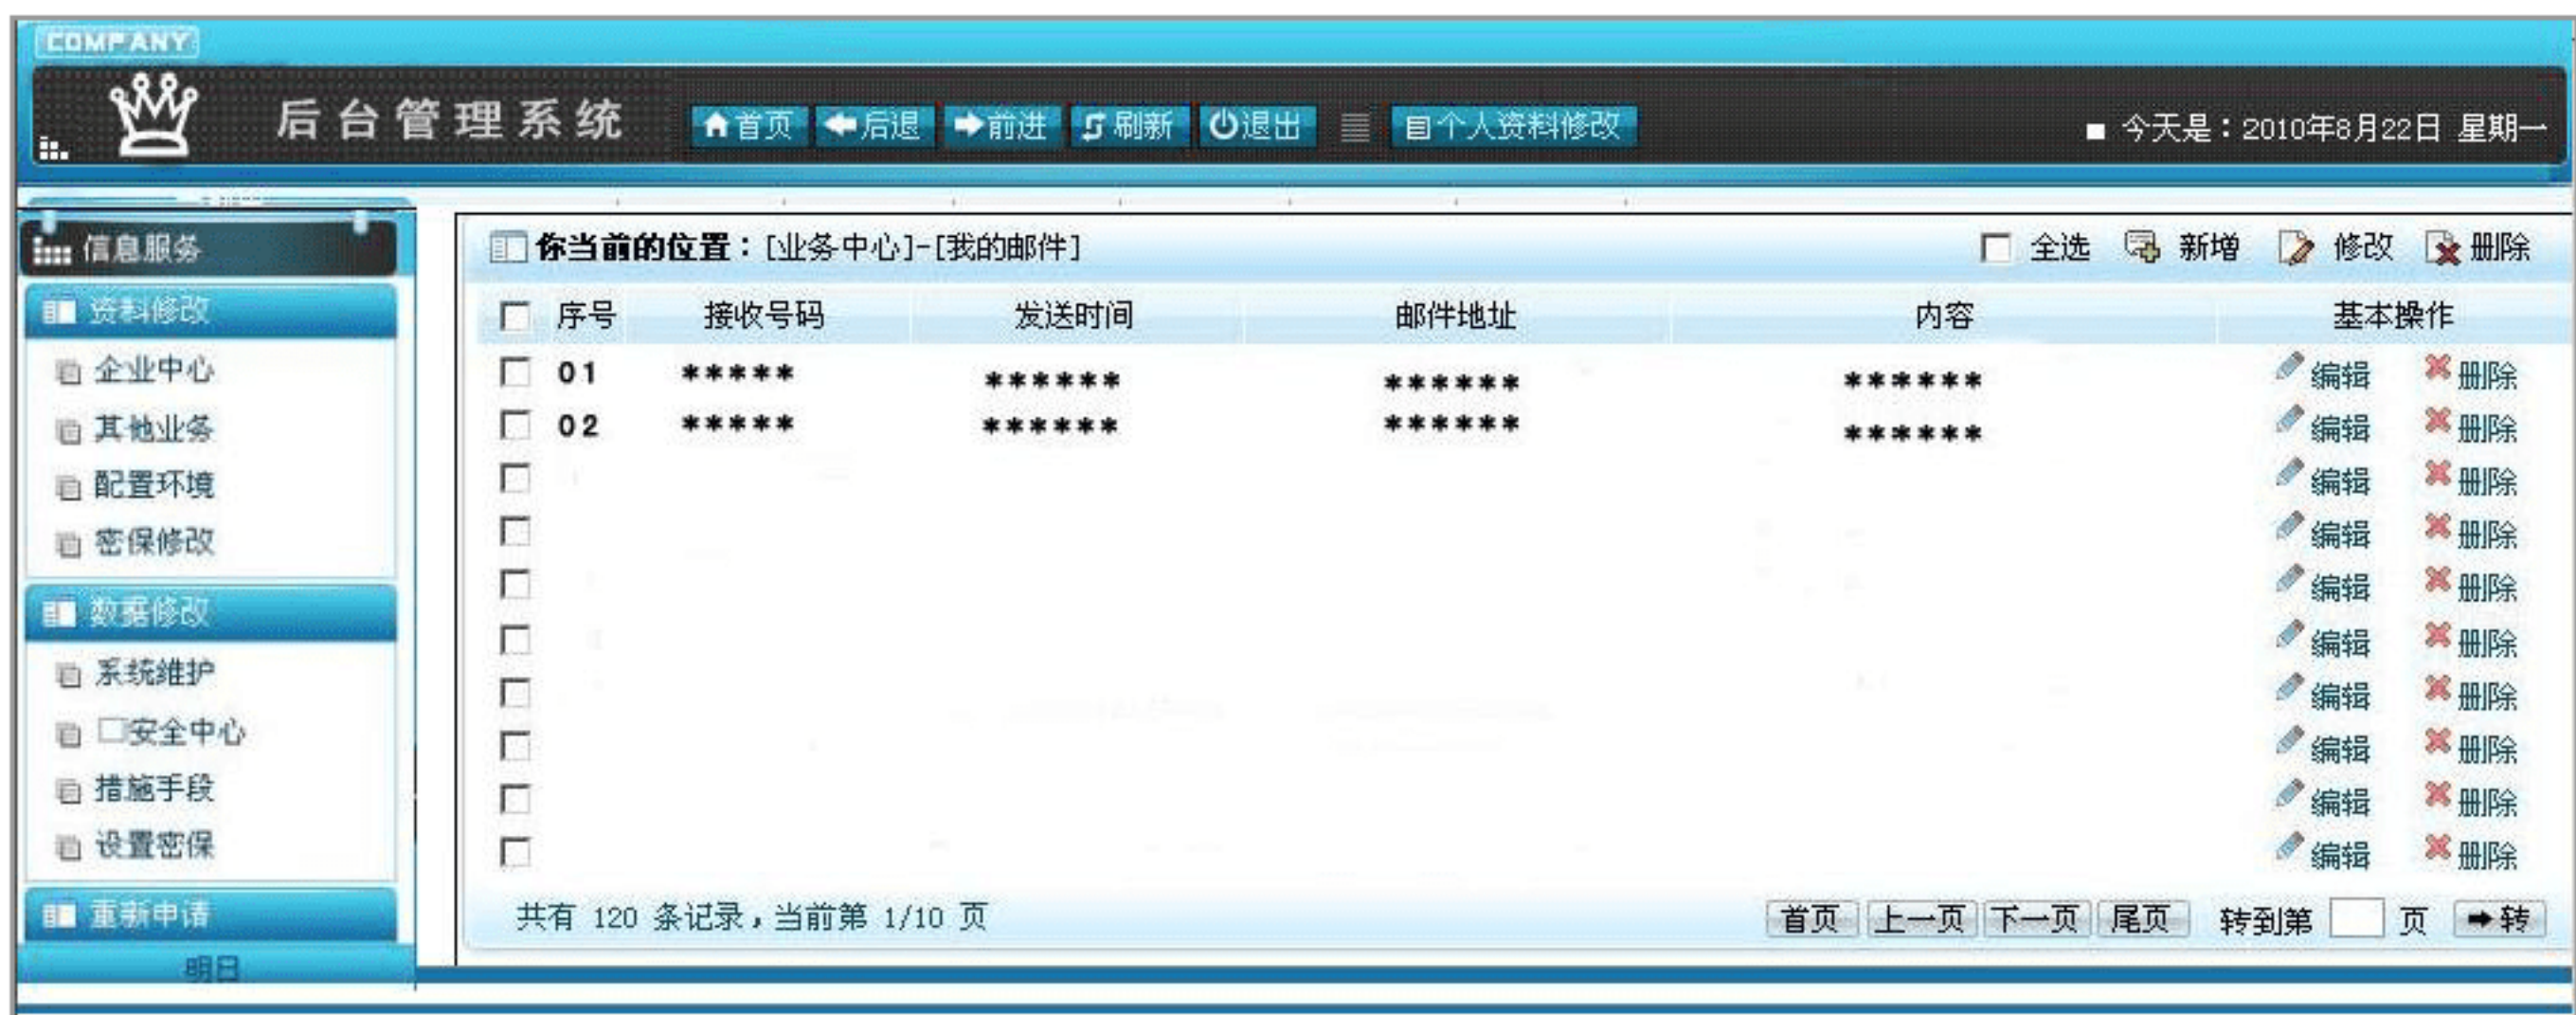 COMPANY
后台管理系统 首页 后退 前进 刷新 退出 个人资料修改 今天是：2010年8月22日 星期一
信息服务
资料修改
企业中心
其他业务
配置环境
密保修改
数据修改
系统維护
安全中心
措施手段
设置密保
重新申请
明日
你当前的位置：[业务中心]-[我的邮件] 全选 新增 修改 删除
序号 接收号码 发送时间 邮件地址 内容 基本操作
01 ***** ****** ****** ****** 编辑 删除
02 ***** ****** ****** ****** 编辑 删除
编辑 删除
编辑 删除
编辑 删除
编辑 删除
编辑 删除
编辑 删除
编辑 删除
编辑 删除
共有 120 条记录，当前第 1/10 页 首页 上一页 下一页 尾页 转到第 页 转